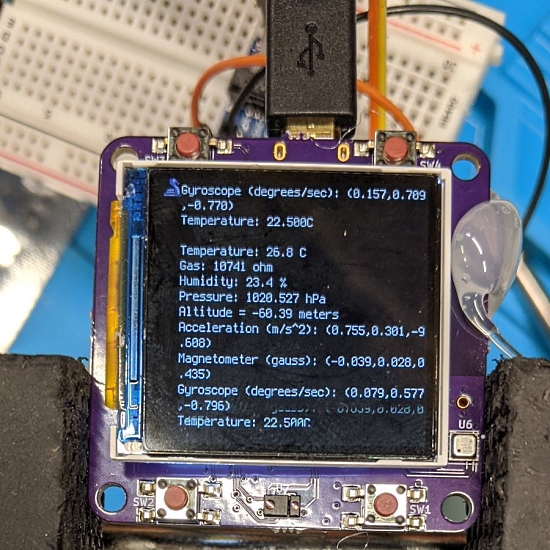 SW4
Gyroscope (degrees/sec): (0.157,0.709
,-0.770)
Temperature: 22.500C
Temperature: 26.8 C
Gas: 10741 ohm
Humidity: 23.4 %
Pressure: 1020.527 hPa
Altitude = -60.39 meters
Acceleration (m/s^2): (0.755,0.301,-9
.608)
Magnetometer (gauss): (-0.039,0.028,0
.435)
Gyroscope (degrees/sec): (0.079,0.577
,-0.796)
Temperature: 22.500C
U6
SW2
SW1